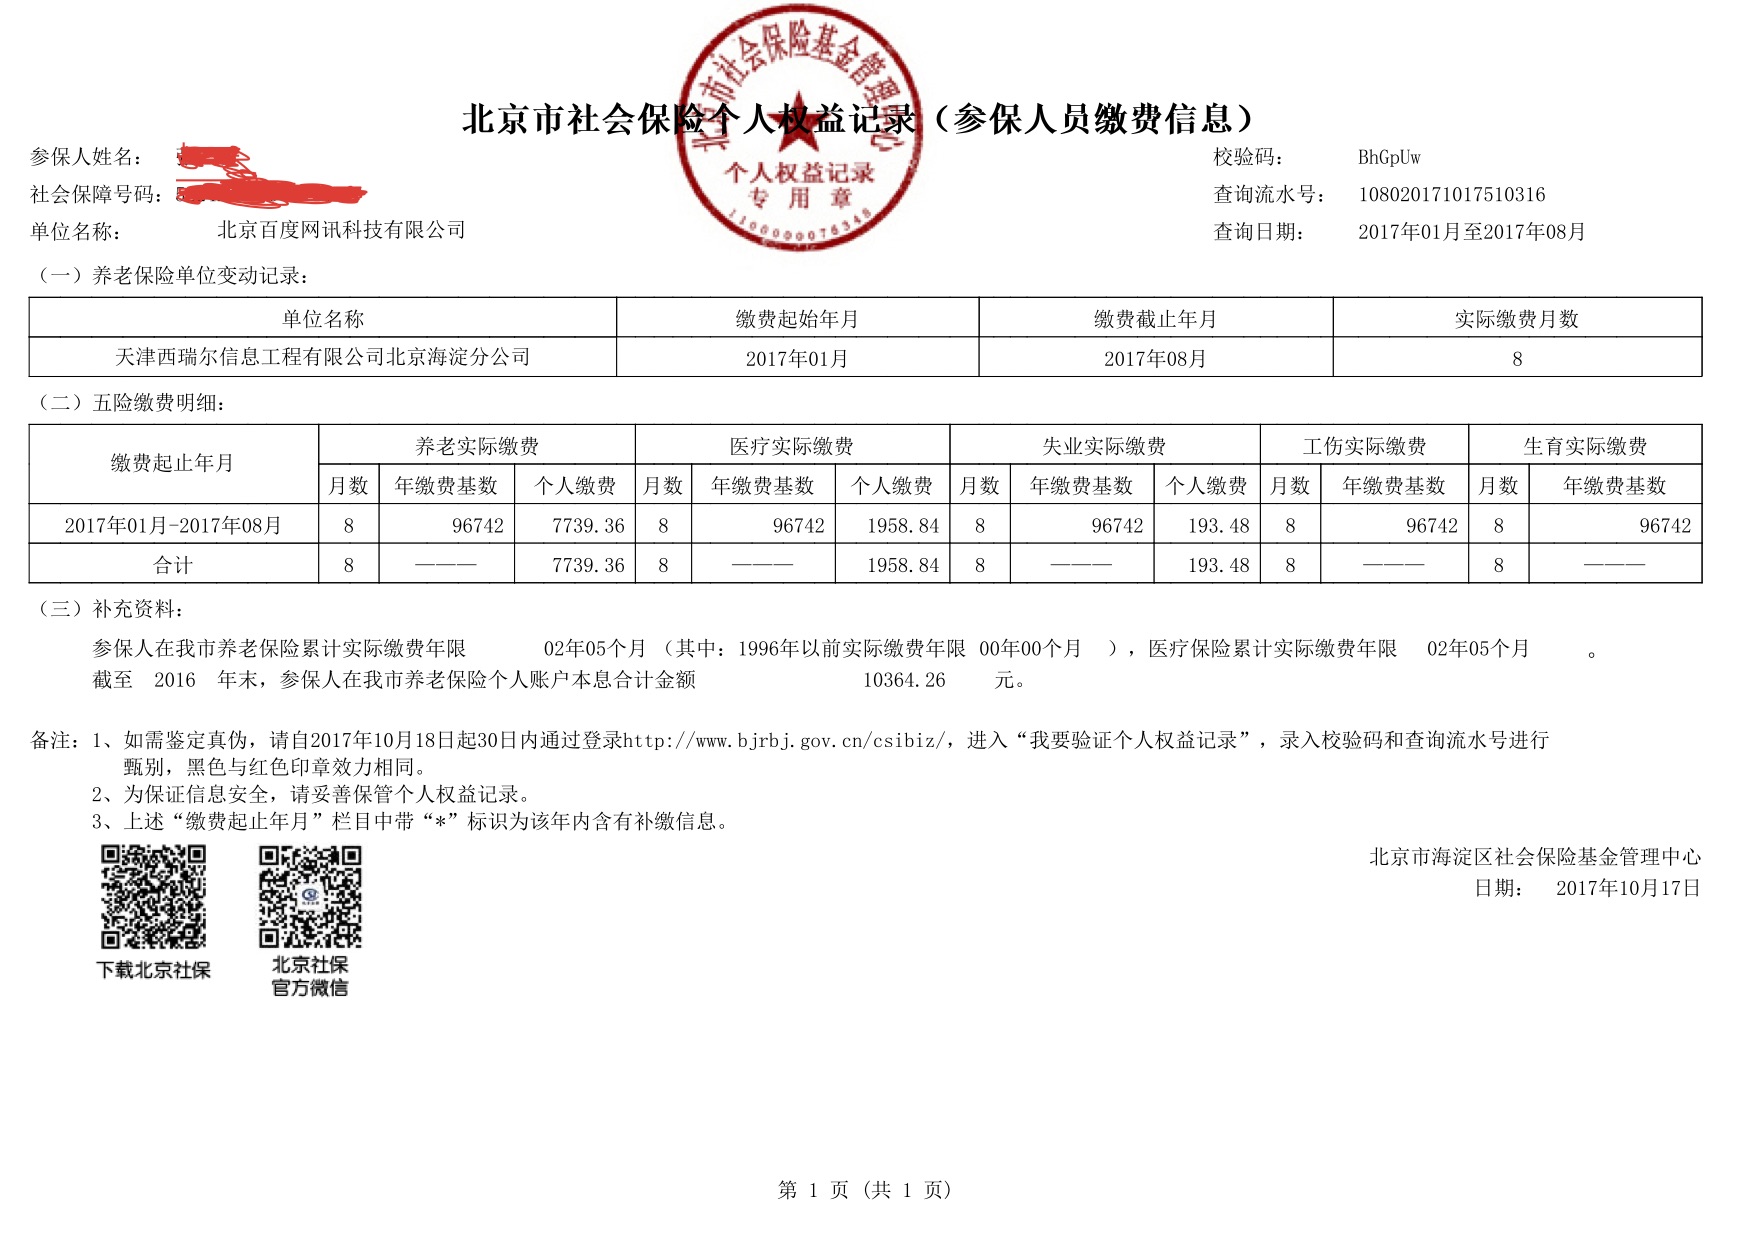 北京市社会保险基金管理中心
个人权益记录
专用章
1100000076348
北京市社会保险个人权益记录（参保人员缴费信息）
参保人姓名：
校验码： BhGpUw
社会保障号码：
查询流水号： 108020171017510316
单位名称： 北京百度网讯科技有限公司
查询日期： 2017年01月至2017年08月
（一）养老保险单位变动记录：
单位名称 缴费起始年月 缴费截止年月 实际缴费月数
天津西瑞尔信息工程有限公司北京海淀分公司 2017年01月 2017年08月 8
（二）五险缴费明细：
缴费起止年月 养老实际缴费 医疗实际缴费 失业实际缴费 工伤实际缴费 生育实际缴费
月数 年缴费基数 个人缴费 月数 年缴费基数 个人缴费 月数 年缴费基数 个人缴费 月数 年缴费基数 月数 年缴费基数
2017年01月-2017年08月 8 96742 7739.36 8 96742 1958.84 8 96742 193.48 8 96742 8 96742
合计 8 ——— 7739.36 8 ——— 1958.84 8 ——— 193.48 8 ——— 8 ———
（三）补充资料：
参保人在我市养老保险累计实际缴费年限 02年05个月（其中：1996年以前实际缴费年限 00年00个月 ），医疗保险累计实际缴费年限 02年05个月 。
截至 2016 年末，参保人在我市养老保险个人账户本息合计金额 10364.26 元。
备注：1、如需鉴定真伪，请自2017年10月18日起30日内通过登录http://www.bjrbj.gov.cn/csibiz/，进入“我要验证个人权益记录”，录入校验码和查询流水号进行
甄别，黑色与红色印章效力相同。
2、为保证信息安全，请妥善保管个人权益记录。
3、上述“缴费起止年月”栏目中带“*”标识为该年内含有补缴信息。
北京市海淀区社会保险基金管理中心
日期： 2017年10月17日
下载北京社保
北京社保
官方微信
第 1 页 (共 1 页)